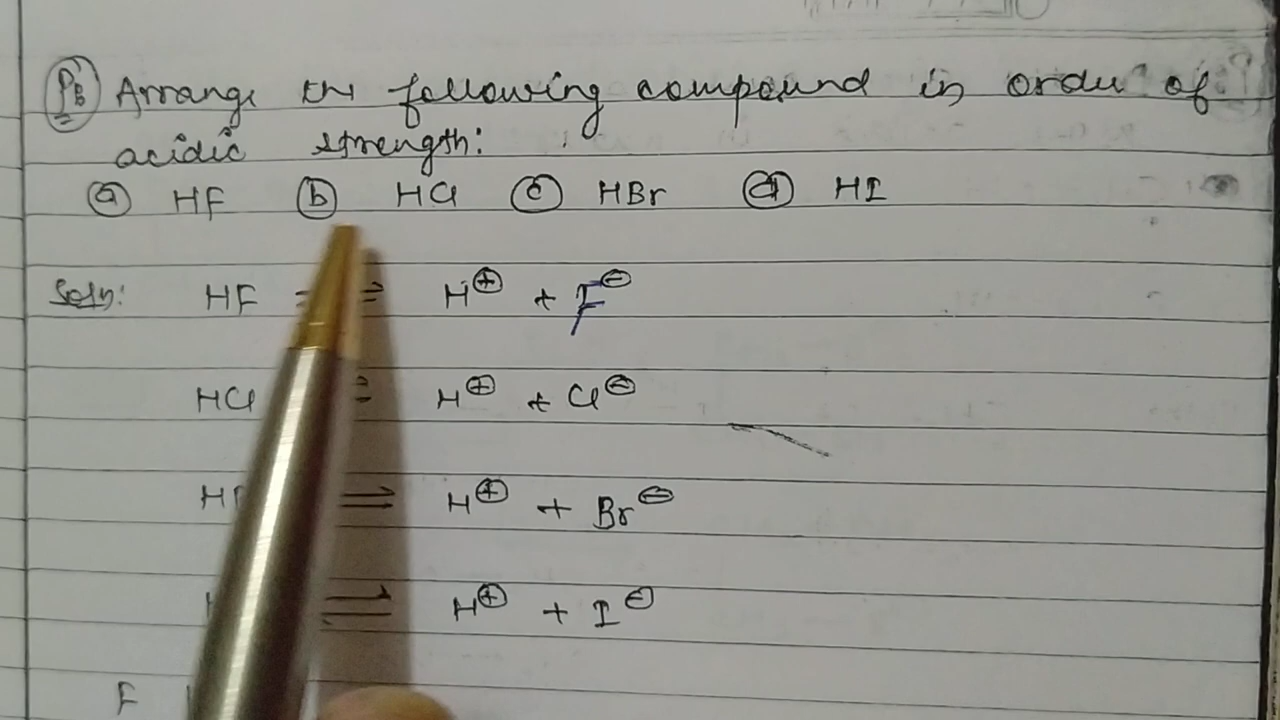 Pb Arrange the following compound in order of
acidic strength:
(a) HF (b) HCl (c) HBr (d) HI
Soln: HF ⇌ H⊕ + F⊖
HCl ⇌ H⊕ + Cl⊖
⇌ H⊕ + Br⊖
⇌ H⊕ + I⊖
F